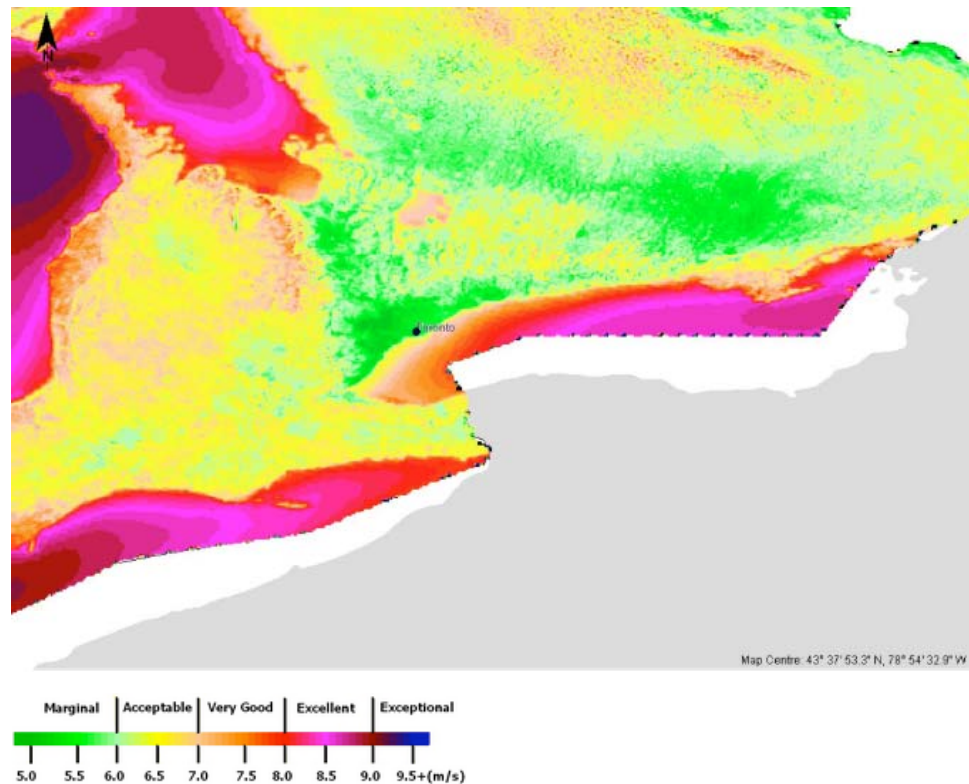 N
Toronto
Map Centre: 43° 37' 53.3" N, 78° 54' 32.9" W
Marginal Acceptable Very Good Excellent Exceptional
5.0 5.5 6.0 6.5 7.0 7.5 8.0 8.5 9.0 9.5+(m/s)